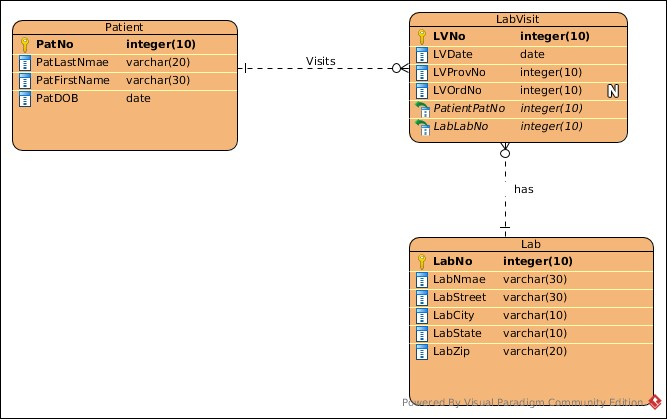 Patient
PatNo integer(10)
PatLastNmae varchar(20)
PatFirstName varchar(30)
PatDOB date
Visits
LabVisit
LVNo integer(10)
LVDate date
LVProvNo integer(10)
LVOrdNo integer(10) N
PatientPatNo integer(10)
LabLabNo integer(10)
has
Lab
LabNo integer(10)
LabNmae varchar(30)
LabStreet varchar(30)
LabCity varchar(10)
LabState varchar(10)
LabZip varchar(20)
Powered By Visual Paradigm Community Edition